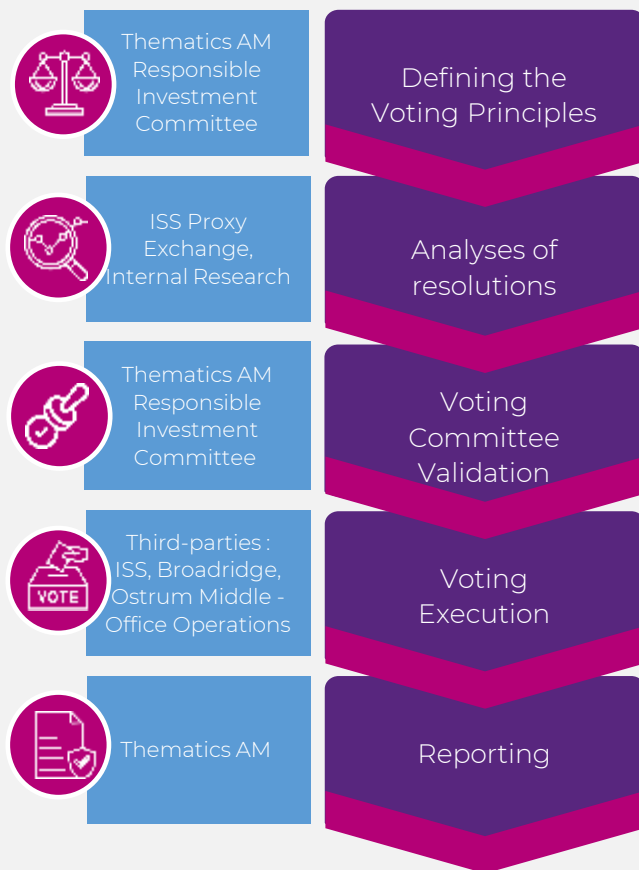 Thematics AM
Responsible
Investment
Committee
Defining the
Voting Principles
ISS Proxy
Exchange,
Internal Research
Analyses of
resolutions
Thematics AM
Responsible
Investment
Committee
Voting
Committee
Validation
VOTE
Third-parties :
ISS, Broadridge,
Ostrum Middle -
Office Operations
Voting
Execution
Thematics AM
Reporting